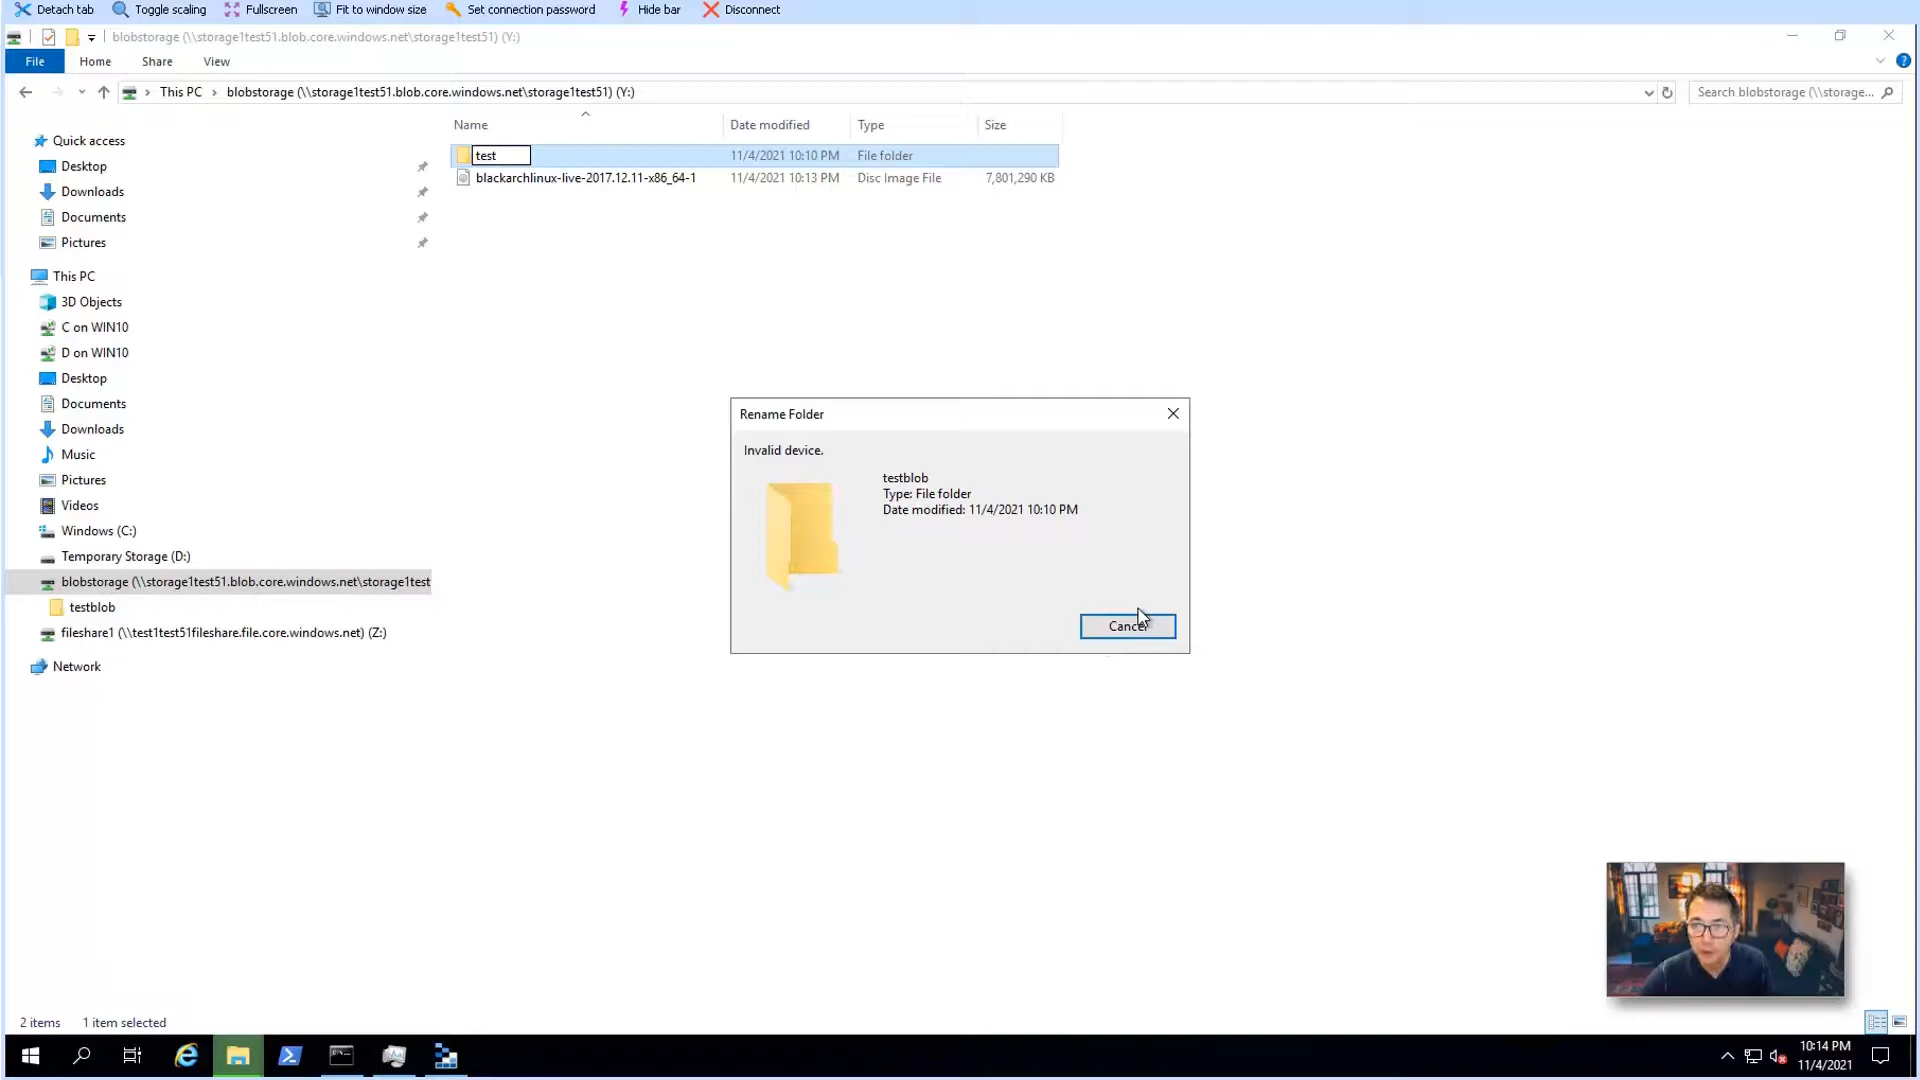 Detach tab Toggle scaling Fullscreen Fit to window size Set connection password Hide bar Disconnect
blobstorage (\\storage1test51.blob.core.windows.net\storage1test51) (Y:)
File Home Share View
This PC > blobstorage (\\storage1test51.blob.core.windows.net\storage1test51) (Y:)
Search blobstorage (\\storage...
Name Date modified Type Size
test 11/4/2021 10:10 PM File folder
blackarchlinux-live-2017.12.11-x86_64-1 11/4/2021 10:13 PM Disc Image File 7,801,290 KB
Quick access
Desktop
Downloads
Documents
Pictures
This PC
3D Objects
C on WIN10
D on WIN10
Desktop
Documents
Downloads
Music
Pictures
Videos
Windows (C:)
Temporary Storage (D:)
blobstorage (\\storage1test51.blob.core.windows.net\storage1test
testblob
fileshare1 (\\test1test51fileshare.file.core.windows.net) (Z:)
Network
Rename Folder
Invalid device.
testblob
Type: File folder
Date modified: 11/4/2021 10:10 PM
Cancel
2 items 1 item selected
10:14 PM
11/4/2021